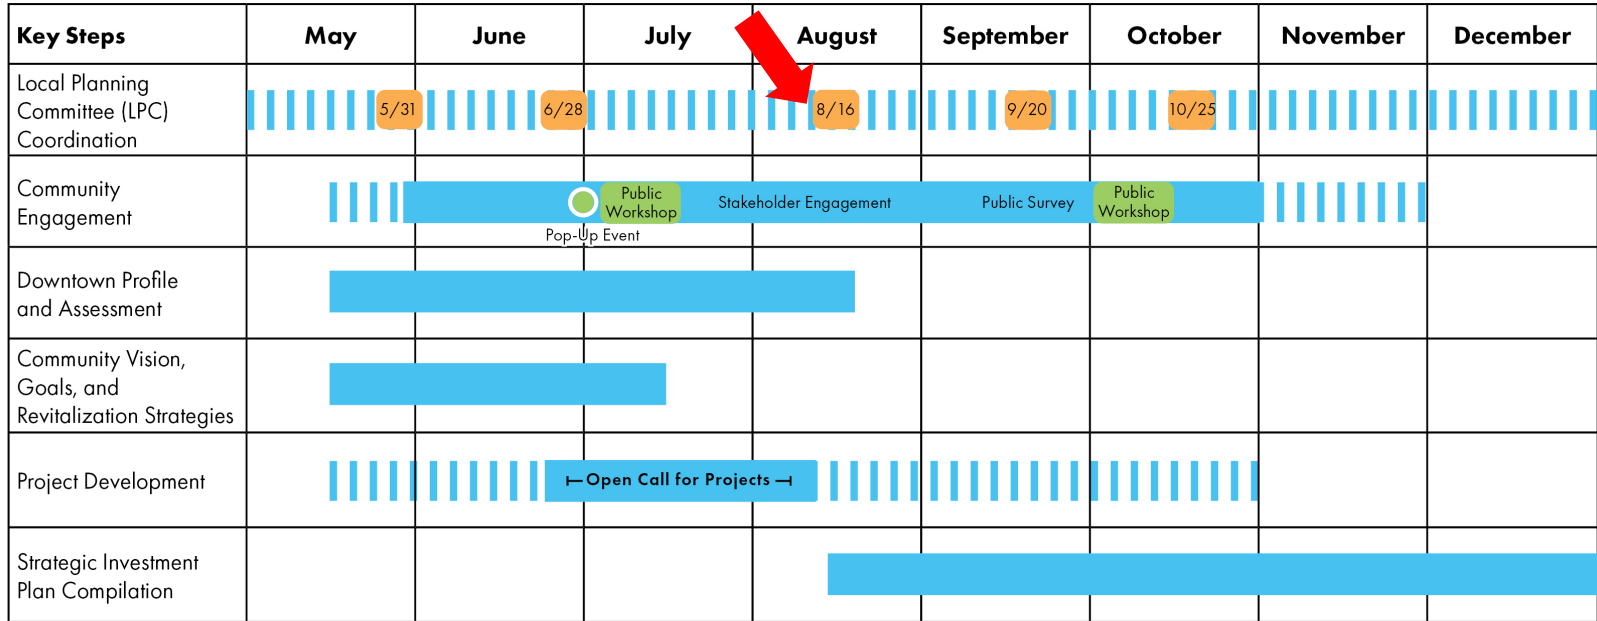 Key Steps
May
June
July
August
September
October
November
December
Local Planning
Committee (LPC)
Coordination
5/31
6/28
8/16
9/20
10/25
Community
Engagement
Public
Workshop
Stakeholder Engagement
Public Survey
Public
Workshop
Pop-Up Event
Downtown Profile
and Assessment
Community Vision,
Goals, and
Revitalization Strategies
Project Development
Open Call for Projects
Strategic Investment
Plan Compilation